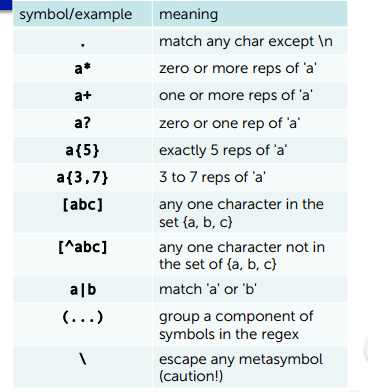 symbol/example meaning
. match any char except \n
a* zero or more reps of 'a'
a+ one or more reps of 'a'
a? zero or one rep of 'a'
a{5} exactly 5 reps of 'a'
a{3,7} 3 to 7 reps of 'a'
[abc] any one character in the
set {a, b, c}
[^abc] any one character not in
the set of {a, b, c}
a|b match 'a' or 'b'
(...) group a component of
symbols in the regex
\ escape any metasymbol
(caution!)